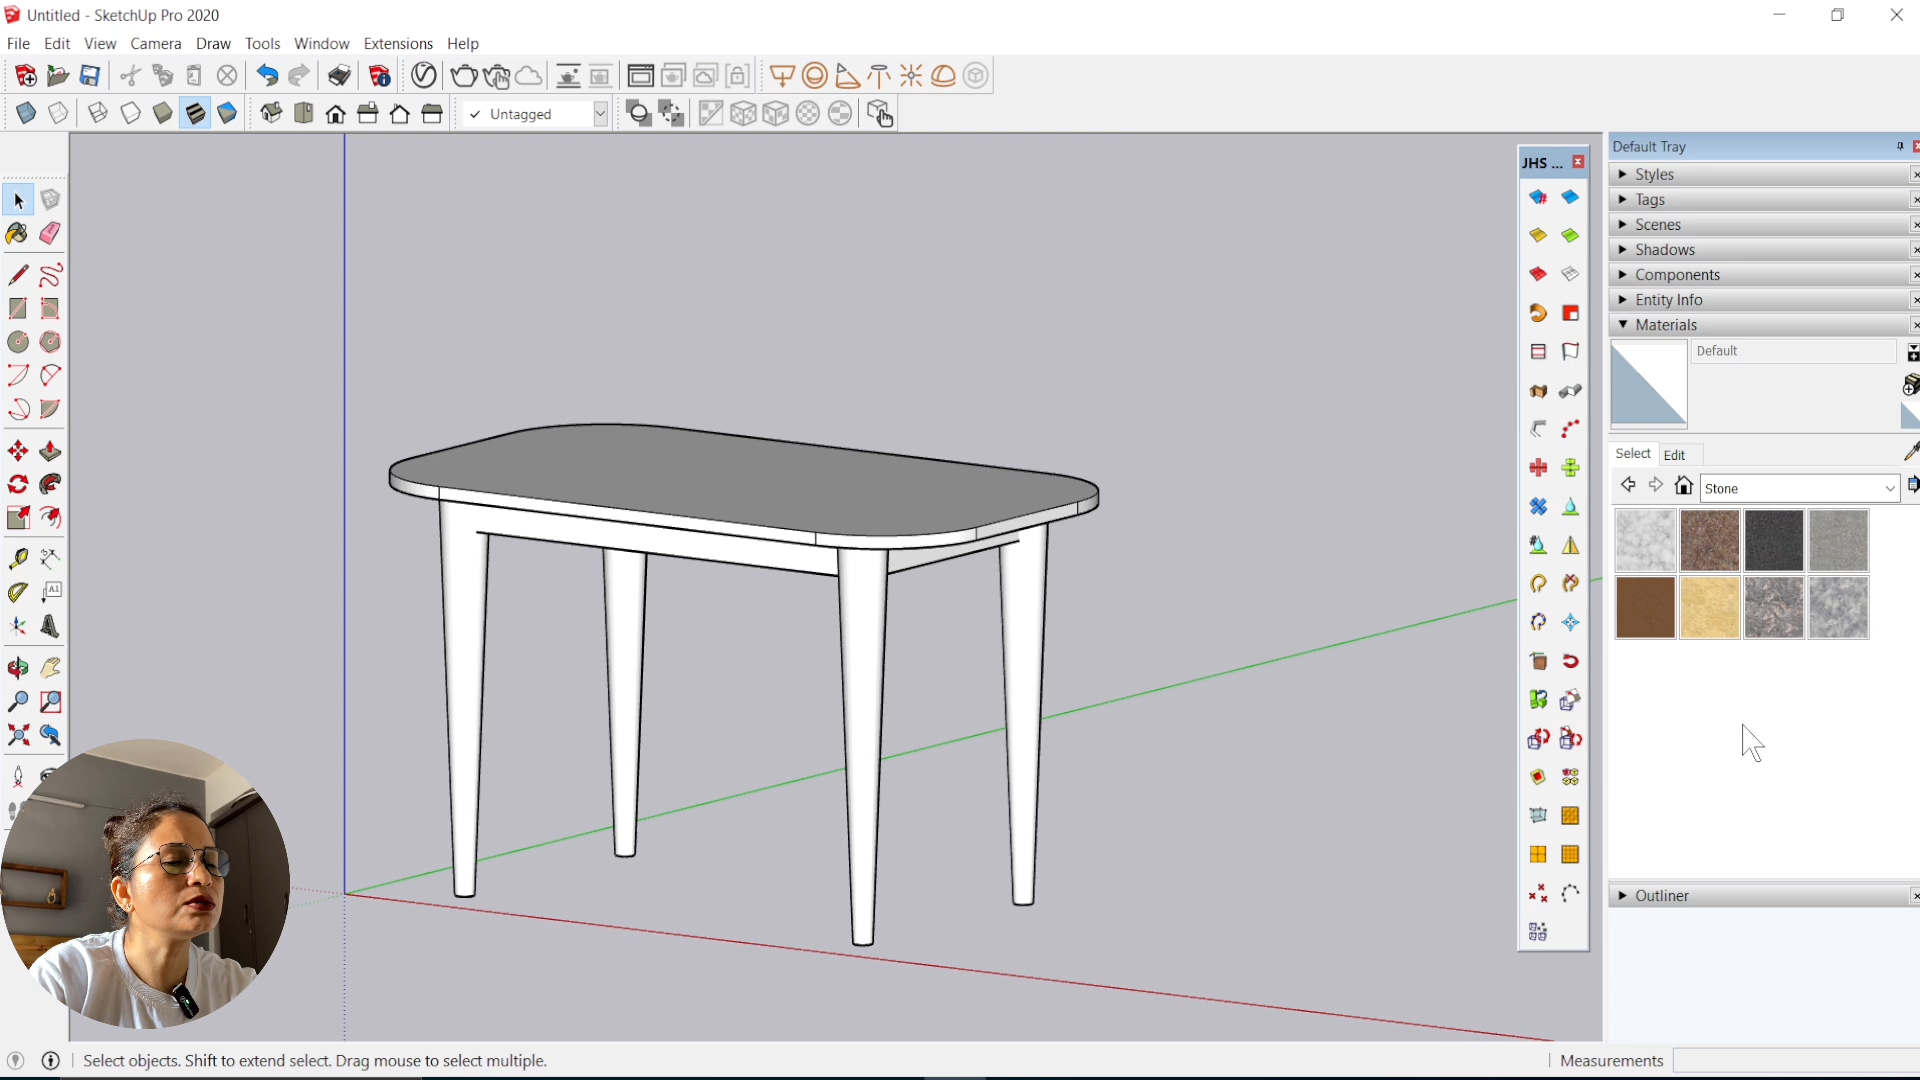 Untitled - SketchUp Pro 2020
File Edit View Camera Draw Tools Window Extensions Help
✓ Untagged
JHS ...
Default Tray
Styles
Tags
Scenes
Shadows
Components
Entity Info
Materials
Default
Select Edit
Stone
A1
Outliner
Select objects. Shift to extend select. Drag mouse to select multiple.
Measurements